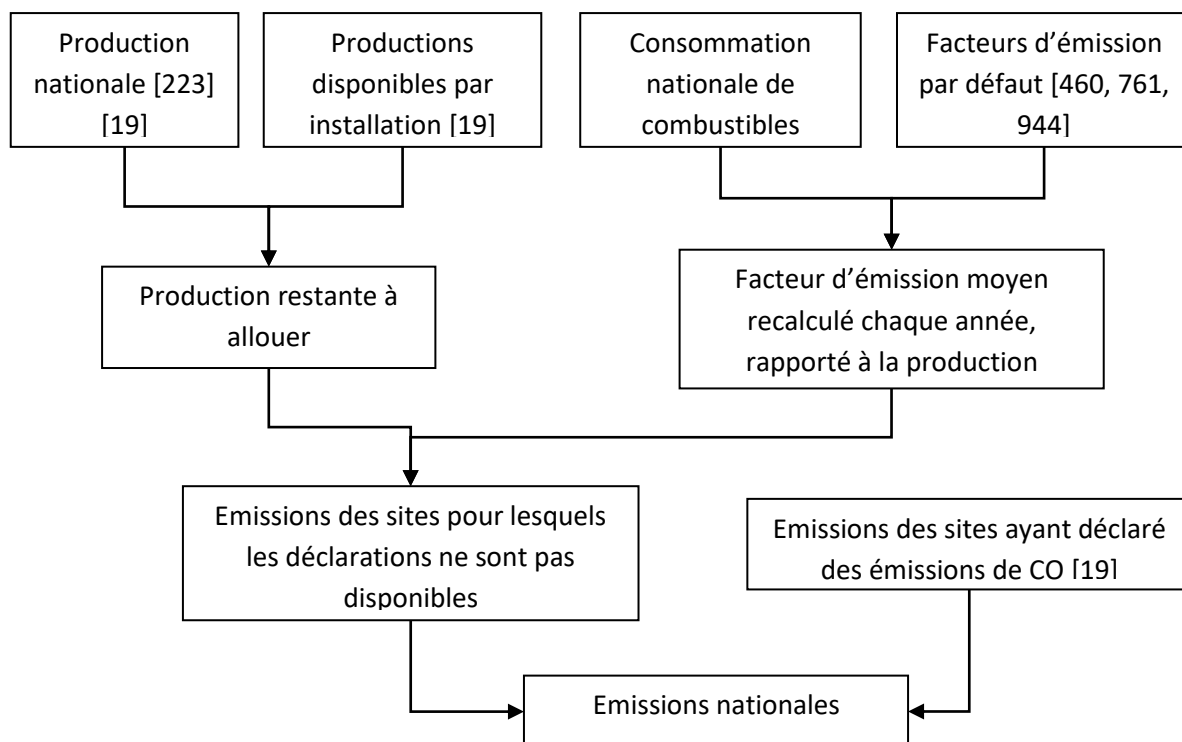 Production
nationale [223]
[19]
Productions
disponibles par
installation [19]
Consommation
nationale de
combustibles
Facteurs d’émission
par défaut [460, 761,
944]
Production restante à
allouer
Facteur d’émission moyen
recalculé chaque année,
rapporté à la production
Emissions des sites pour lesquels
les déclarations ne sont pas
disponibles
Emissions des sites ayant déclaré
des émissions de CO [19]
Emissions nationales